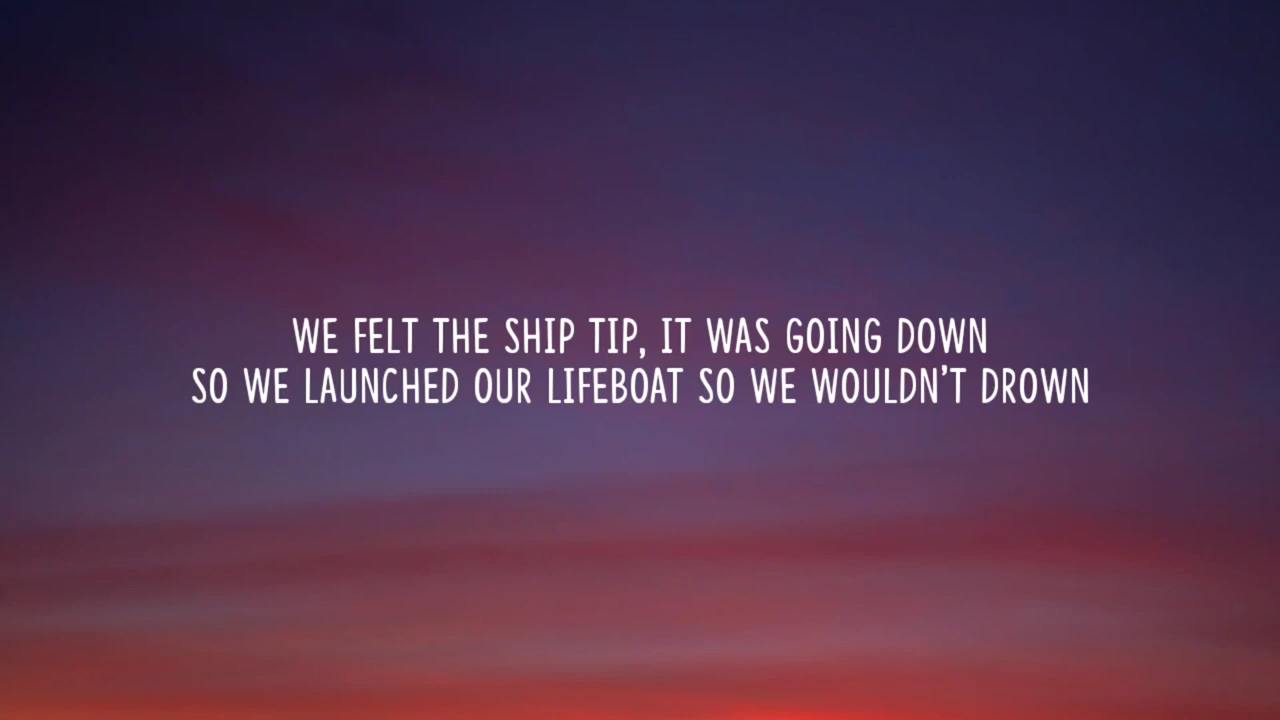 WE FELT THE SHIP TIP, IT WAS GOING DOWN
SO WE LAUNCHED OUR LIFEBOAT SO WE WOULDN'T DROWN